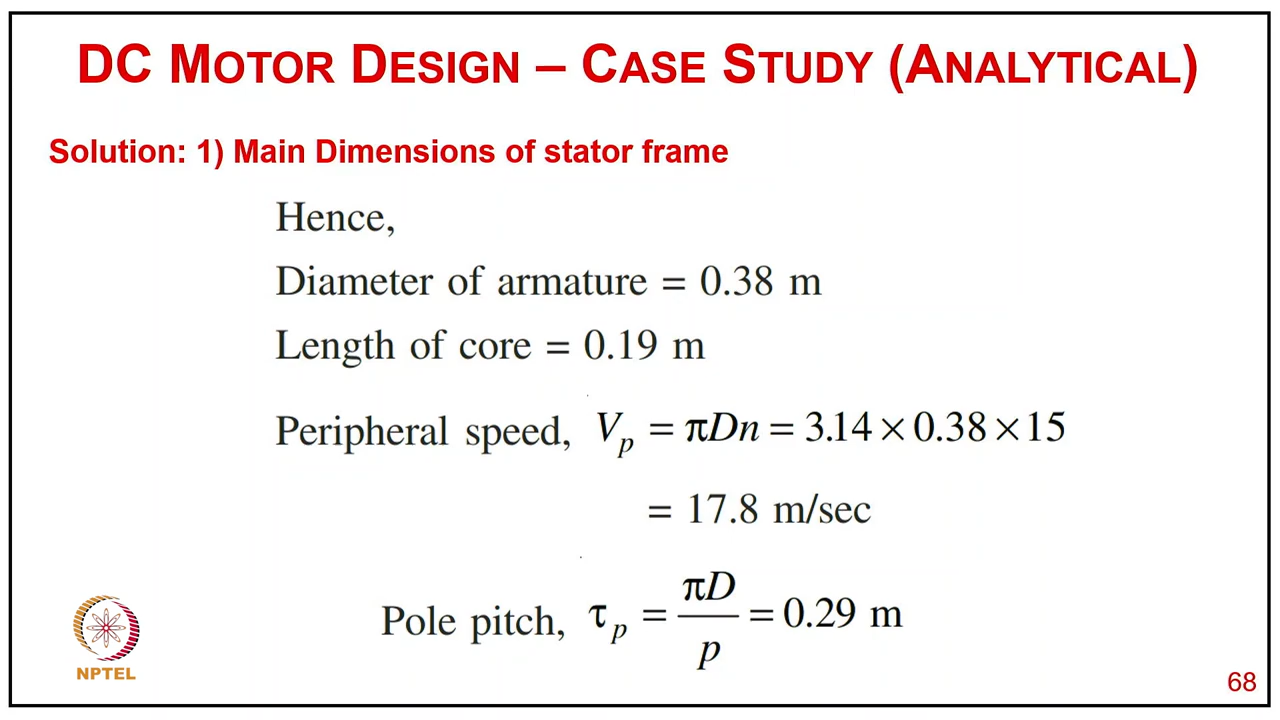 DC MOTOR DESIGN – CASE STUDY (ANALYTICAL)
Solution: 1) Main Dimensions of stator frame
Hence,
Diameter of armature = 0.38 m
Length of core = 0.19 m
Peripheral speed, Vₚ = πDn = 3.14 × 0.38 × 15
= 17.8 m/sec
Pole pitch, τₚ = πD/p = 0.29 m
NPTEL
68